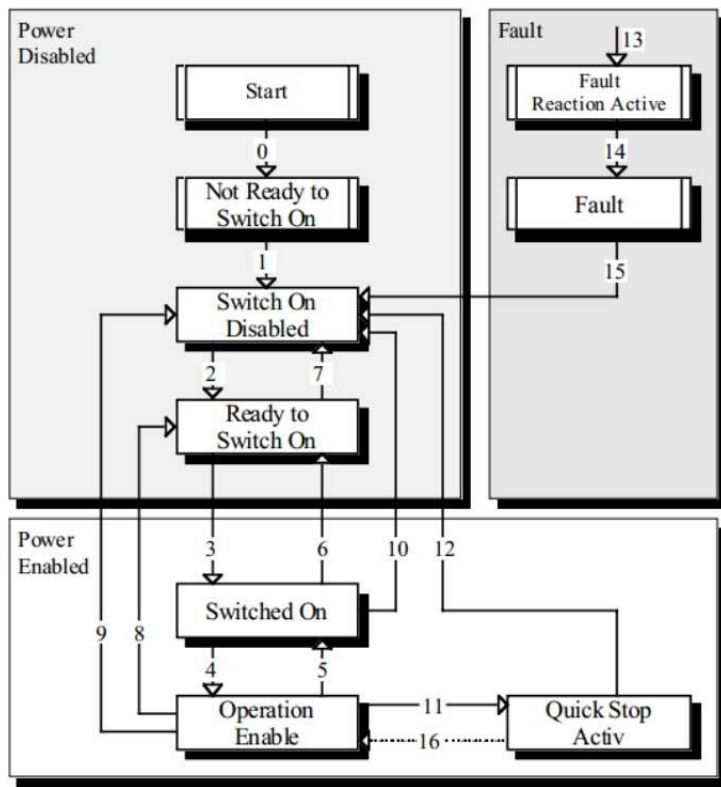 Power
Disabled
Start
0
Not Ready to
Switch On
1
Switch On
Disabled
2
7
Ready to
Switch On
Fault
13
Fault
Reaction Active
14
Fault
15
Power
Enabled
3
6
10
12
Switched On
9
8
4
5
Operation
Enable
11
16
Quick Stop
Activ